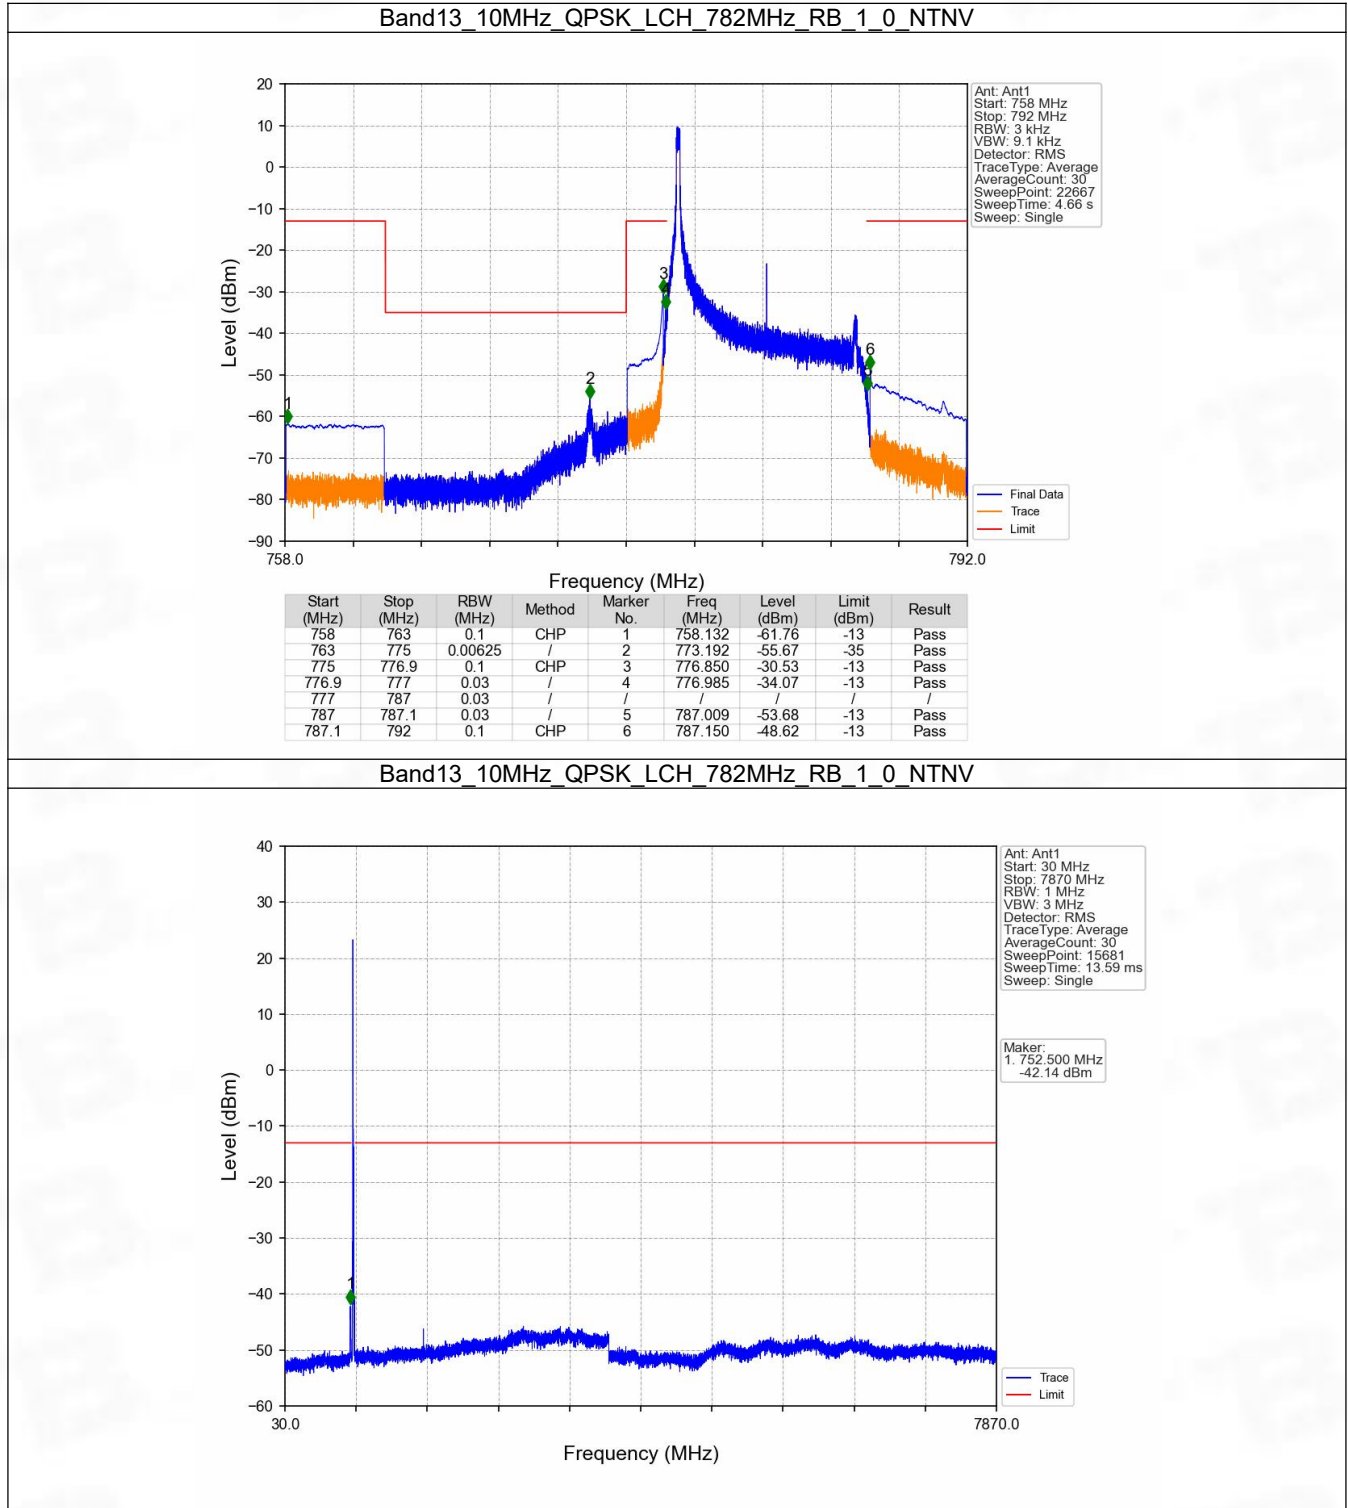 Band13_10MHz_QPSK_LCH_782MHz_RB_1_0_NTNV
20
10
0
−10
−20
−30
−40
−50
−60
−70
−80
−90
Level (dBm)
1
2
3
4
5
6
758.0
792.0
Frequency (MHz)
Ant: Ant1
Start: 758 MHz
Stop: 792 MHz
RBW: 3 kHz
VBW: 9.1 kHz
Detector: RMS
TraceType: Average
AverageCount: 30
SweepPoint: 22667
SweepTime: 4.66 s
Sweep: Single
Final Data
Trace
Limit
Start (MHz) Stop (MHz) RBW (MHz) Method Marker No. Freq (MHz) Level (dBm) Limit (dBm) Result
758 763 0.1 CHP 1 758.132 -61.76 -13 Pass
763 775 0.00625 / 2 773.192 -55.67 -35 Pass
775 776.9 0.1 CHP 3 776.850 -30.53 -13 Pass
776.9 777 0.03 / 4 776.985 -34.07 -13 Pass
777 787 0.03 / / / / / /
787 787.1 0.03 / 5 787.009 -53.68 -13 Pass
787.1 792 0.1 CHP 6 787.150 -48.62 -13 Pass
Band13_10MHz_QPSK_LCH_782MHz_RB_1_0_NTNV
40
30
20
10
0
−10
−20
−30
−40
−50
−60
Level (dBm)
1
30.0
7870.0
Frequency (MHz)
Ant: Ant1
Start: 30 MHz
Stop: 7870 MHz
RBW: 1 MHz
VBW: 3 MHz
Detector: RMS
TraceType: Average
AverageCount: 30
SweepPoint: 15681
SweepTime: 13.59 ms
Sweep: Single
Maker:
1. 752.500 MHz
-42.14 dBm
Trace
Limit